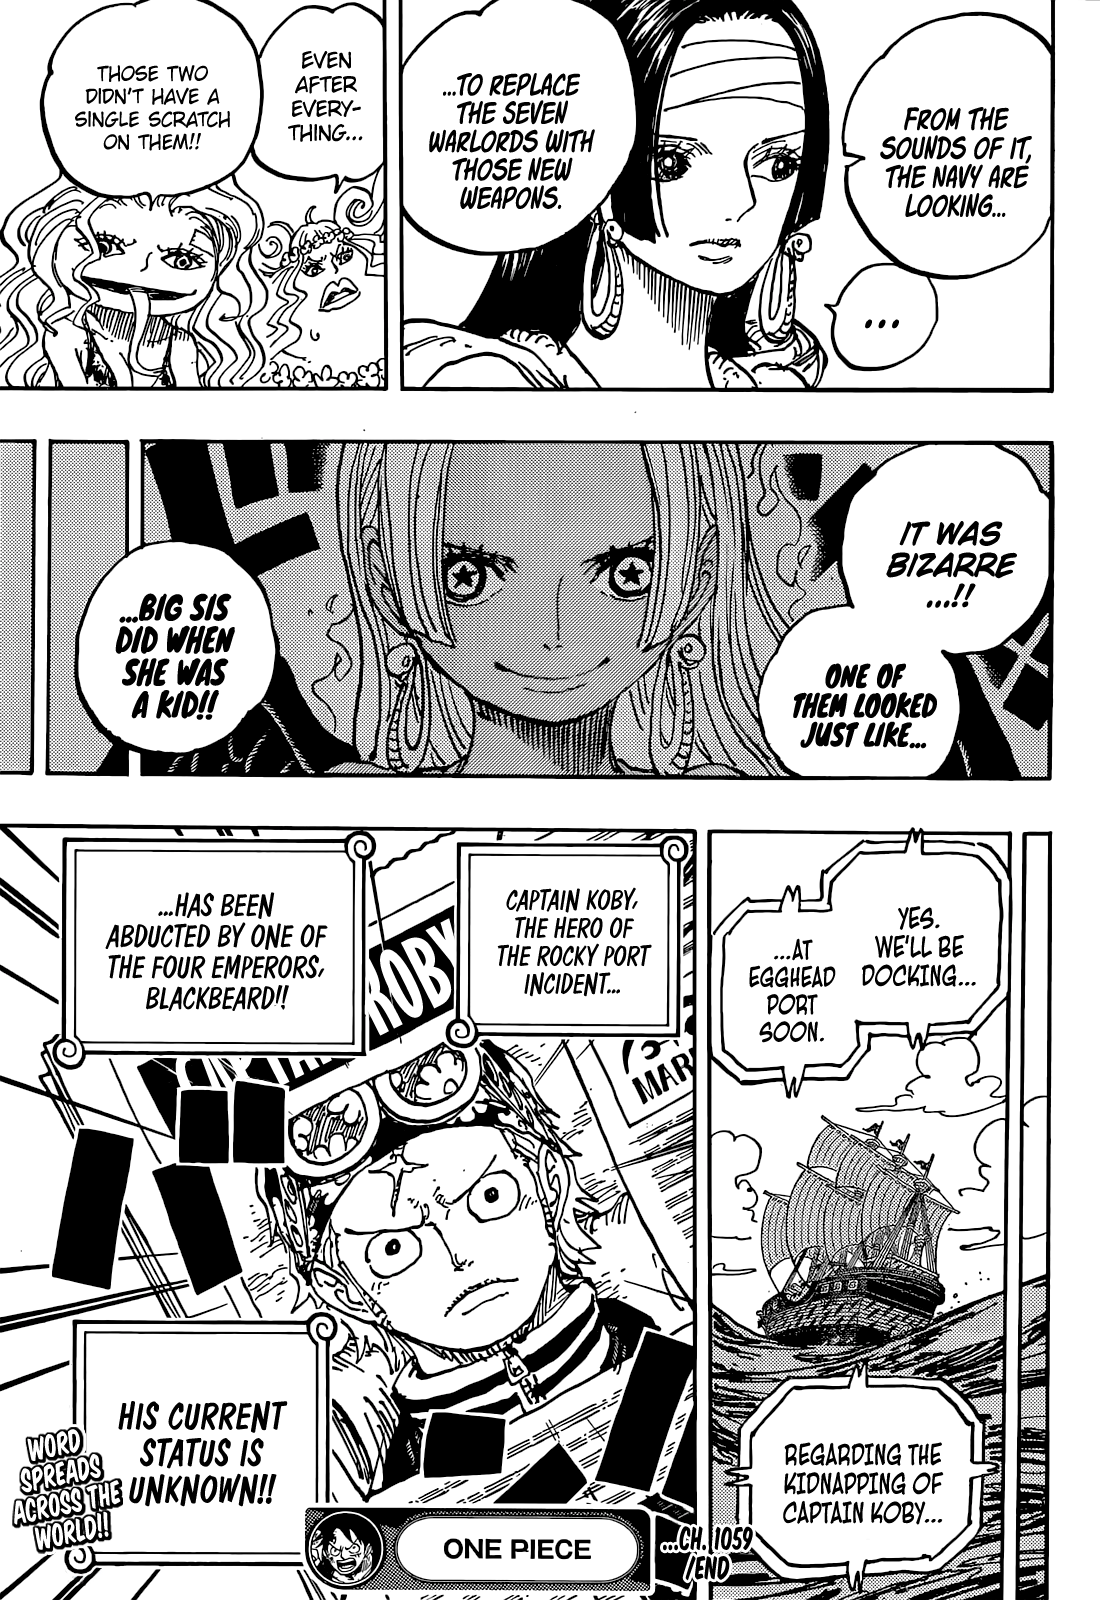 FROM THE
SOUNDS OF IT,
THE NAVY ARE
LOOKING...
...
...TO REPLACE
THE SEVEN
WARLORDS WITH
THOSE NEW
WEAPONS.
EVEN
AFTER
EVERY-
THING...
THOSE TWO
DIDN'T HAVE A
SINGLE SCRATCH
ON THEM!!
IT WAS
BIZARRE
...!!
ONE OF
THEM LOOKED
JUST LIKE...
...BIG SIS
DID WHEN
SHE WAS
A KID!!
YES.
WE'LL BE
DOCKING...
...AT
EGGHEAD
PORT
SOON.
REGARDING THE
KIDNAPPING OF
CAPTAIN KOBY...
CAPTAIN KOBY,
THE HERO OF
THE ROCKY PORT
INCIDENT...
...HAS BEEN
ABDUCTED BY ONE OF
THE FOUR EMPERORS,
BLACKBEARD!!
MAR
HIS CURRENT
STATUS IS
UNKNOWN!!
WORD
SPREADS
ACROSS THE
WORLD!!
ONE PIECE
...CH. 1059
/END